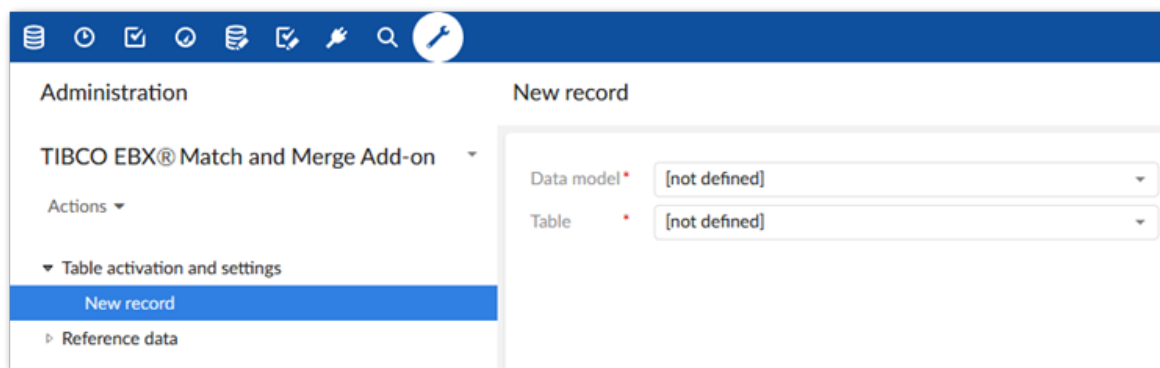 Administration
New record
TIBCO EBX® Match and Merge Add-on
Actions
Table activation and settings
New record
Reference data
Data model* [not defined]
Table * [not defined]